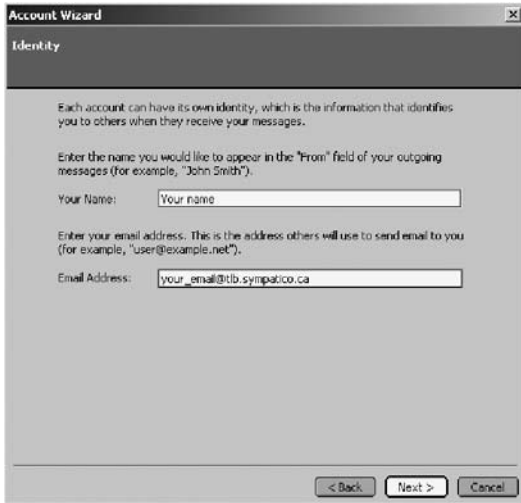 Account Wizard
Identity
Each account can have its own identity, which is the information that identifies
you to others when they receive your messages.
Enter the name you would like to appear in the "From" field of your outgoing
messages (for example, "John Smith").
Your Name: Your name
Enter your email address. This is the address others will use to send email to you
(for example, "user@example.net").
Email Address: your_email@tlb.sympatico.ca
< Back Next > Cancel